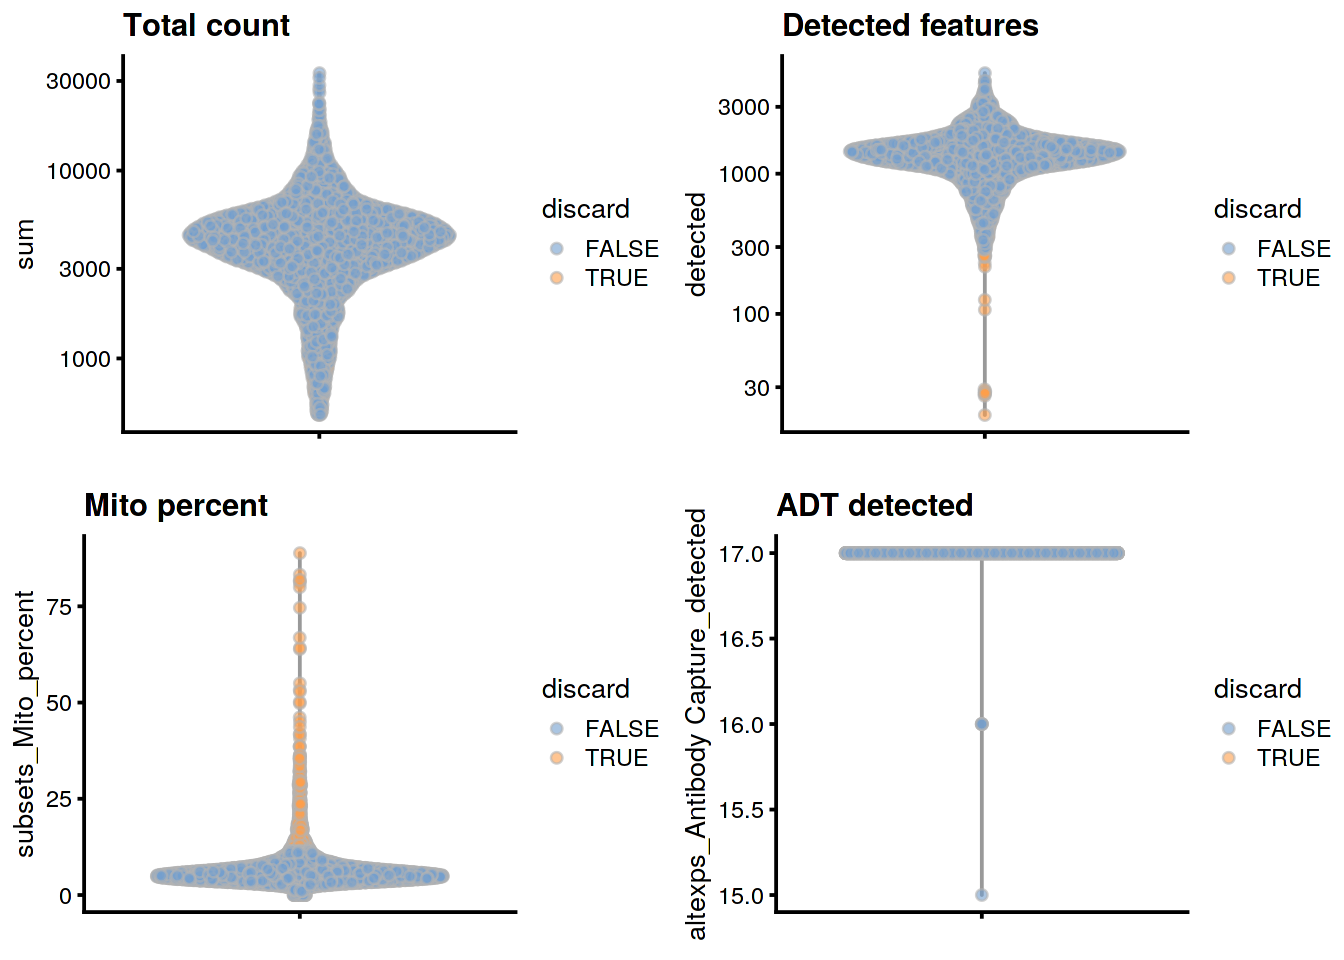 Total count
sum
30000
10000
3000
1000
discard
FALSE
TRUE
Detected features
detected
3000
1000
300
100
30
discard
FALSE
TRUE
Mito percent
subsets_Mito_percent
75
50
25
0
discard
FALSE
TRUE
ADT detected
altexps_Antibody Capture_detected
17.0
16.5
16.0
15.5
15.0
discard
FALSE
TRUE